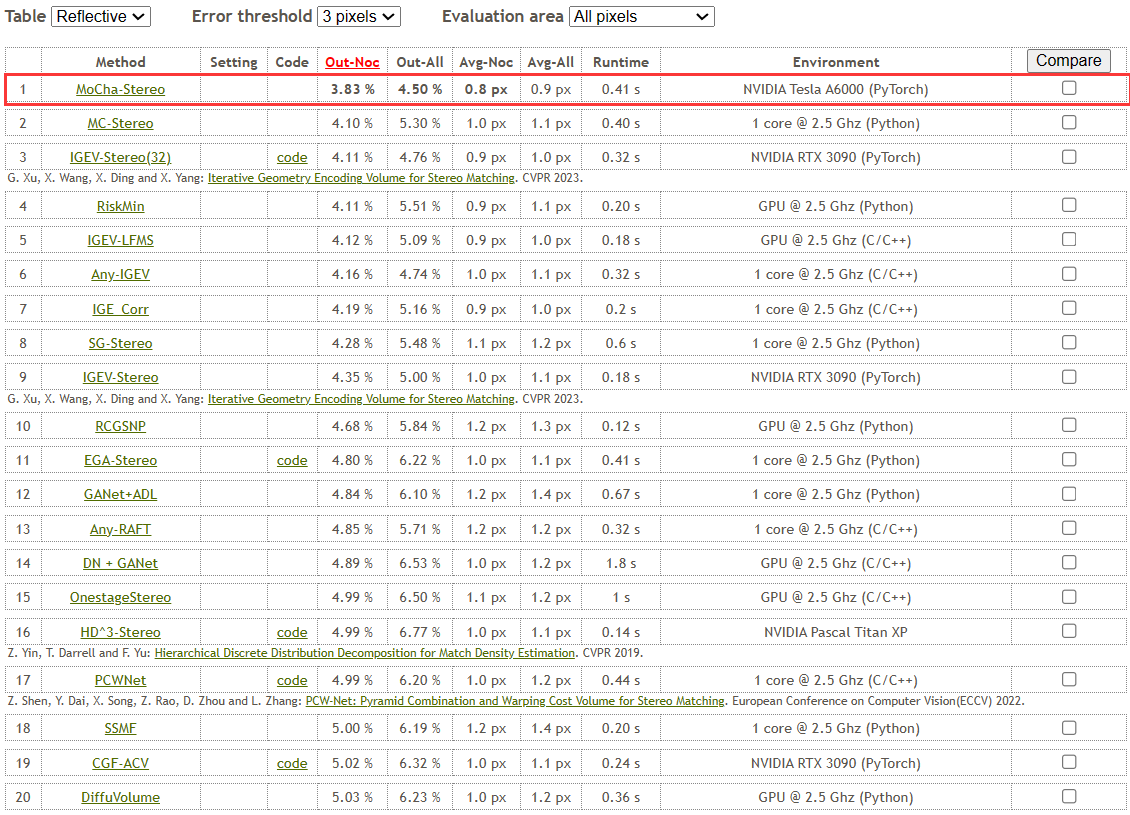 Table Reflective Error threshold 3 pixels Evaluation area All pixels
Method Setting Code Out-Noc Out-All Avg-Noc Avg-All Runtime Environment Compare
1 MoCha-Stereo 3.83 % 4.50 % 0.8 px 0.9 px 0.41 s NVIDIA Tesla A6000 (PyTorch)
2 MC-Stereo 4.10 % 5.30 % 1.0 px 1.1 px 0.40 s 1 core @ 2.5 Ghz (Python)
3 IGEV-Stereo(32) code 4.11 % 4.76 % 0.9 px 1.0 px 0.32 s NVIDIA RTX 3090 (PyTorch)
G. Xu, X. Wang, X. Ding and X. Yang: Iterative Geometry Encoding Volume for Stereo Matching. CVPR 2023.
4 RiskMin 4.11 % 5.51 % 0.9 px 1.1 px 0.20 s GPU @ 2.5 Ghz (Python)
5 IGEV-LFMS 4.12 % 5.09 % 0.9 px 1.0 px 0.18 s GPU @ 2.5 Ghz (C/C++)
6 Any-IGEV 4.16 % 4.74 % 1.0 px 1.1 px 0.32 s 1 core @ 2.5 Ghz (C/C++)
7 IGE_Corr 4.19 % 5.16 % 0.9 px 1.0 px 0.2 s 1 core @ 2.5 Ghz (C/C++)
8 SG-Stereo 4.28 % 5.48 % 1.1 px 1.2 px 0.6 s 1 core @ 2.5 Ghz (Python)
9 IGEV-Stereo 4.35 % 5.00 % 1.0 px 1.1 px 0.18 s NVIDIA RTX 3090 (PyTorch)
G. Xu, X. Wang, X. Ding and X. Yang: Iterative Geometry Encoding Volume for Stereo Matching. CVPR 2023.
10 RCGSNP 4.68 % 5.84 % 1.2 px 1.3 px 0.12 s GPU @ 2.5 Ghz (Python)
11 EGA-Stereo code 4.80 % 6.22 % 1.0 px 1.1 px 0.41 s 1 core @ 2.5 Ghz (Python)
12 GANet+ADL 4.84 % 6.10 % 1.2 px 1.4 px 0.67 s 1 core @ 2.5 Ghz (Python)
13 Any-RAFT 4.85 % 5.71 % 1.2 px 1.2 px 0.32 s 1 core @ 2.5 Ghz (C/C++)
14 DN + GANet 4.89 % 6.53 % 1.0 px 1.2 px 1.8 s GPU @ 2.5 Ghz (C/C++)
15 OnestageStereo 4.99 % 6.50 % 1.1 px 1.2 px 1 s GPU @ 2.5 Ghz (C/C++)
16 HD^3-Stereo code 4.99 % 6.77 % 1.0 px 1.1 px 0.14 s NVIDIA Pascal Titan XP
Z. Yin, T. Darrell and F. Yu: Hierarchical Discrete Distribution Decomposition for Match Density Estimation. CVPR 2019.
17 PCWNet code 4.99 % 6.20 % 1.0 px 1.2 px 0.44 s 1 core @ 2.5 Ghz (C/C++)
Z. Shen, Y. Dai, X. Song, Z. Rao, D. Zhou and L. Zhang: PCW-Net: Pyramid Combination and Warping Cost Volume for Stereo Matching. European Conference on Computer Vision(ECCV) 2022.
18 SSMF 5.00 % 6.19 % 1.2 px 1.4 px 0.20 s 1 core @ 2.5 Ghz (Python)
19 CGF-ACV code 5.02 % 6.32 % 1.0 px 1.1 px 0.24 s NVIDIA RTX 3090 (PyTorch)
20 DiffuVolume 5.03 % 6.23 % 1.0 px 1.2 px 0.36 s GPU @ 2.5 Ghz (Python)